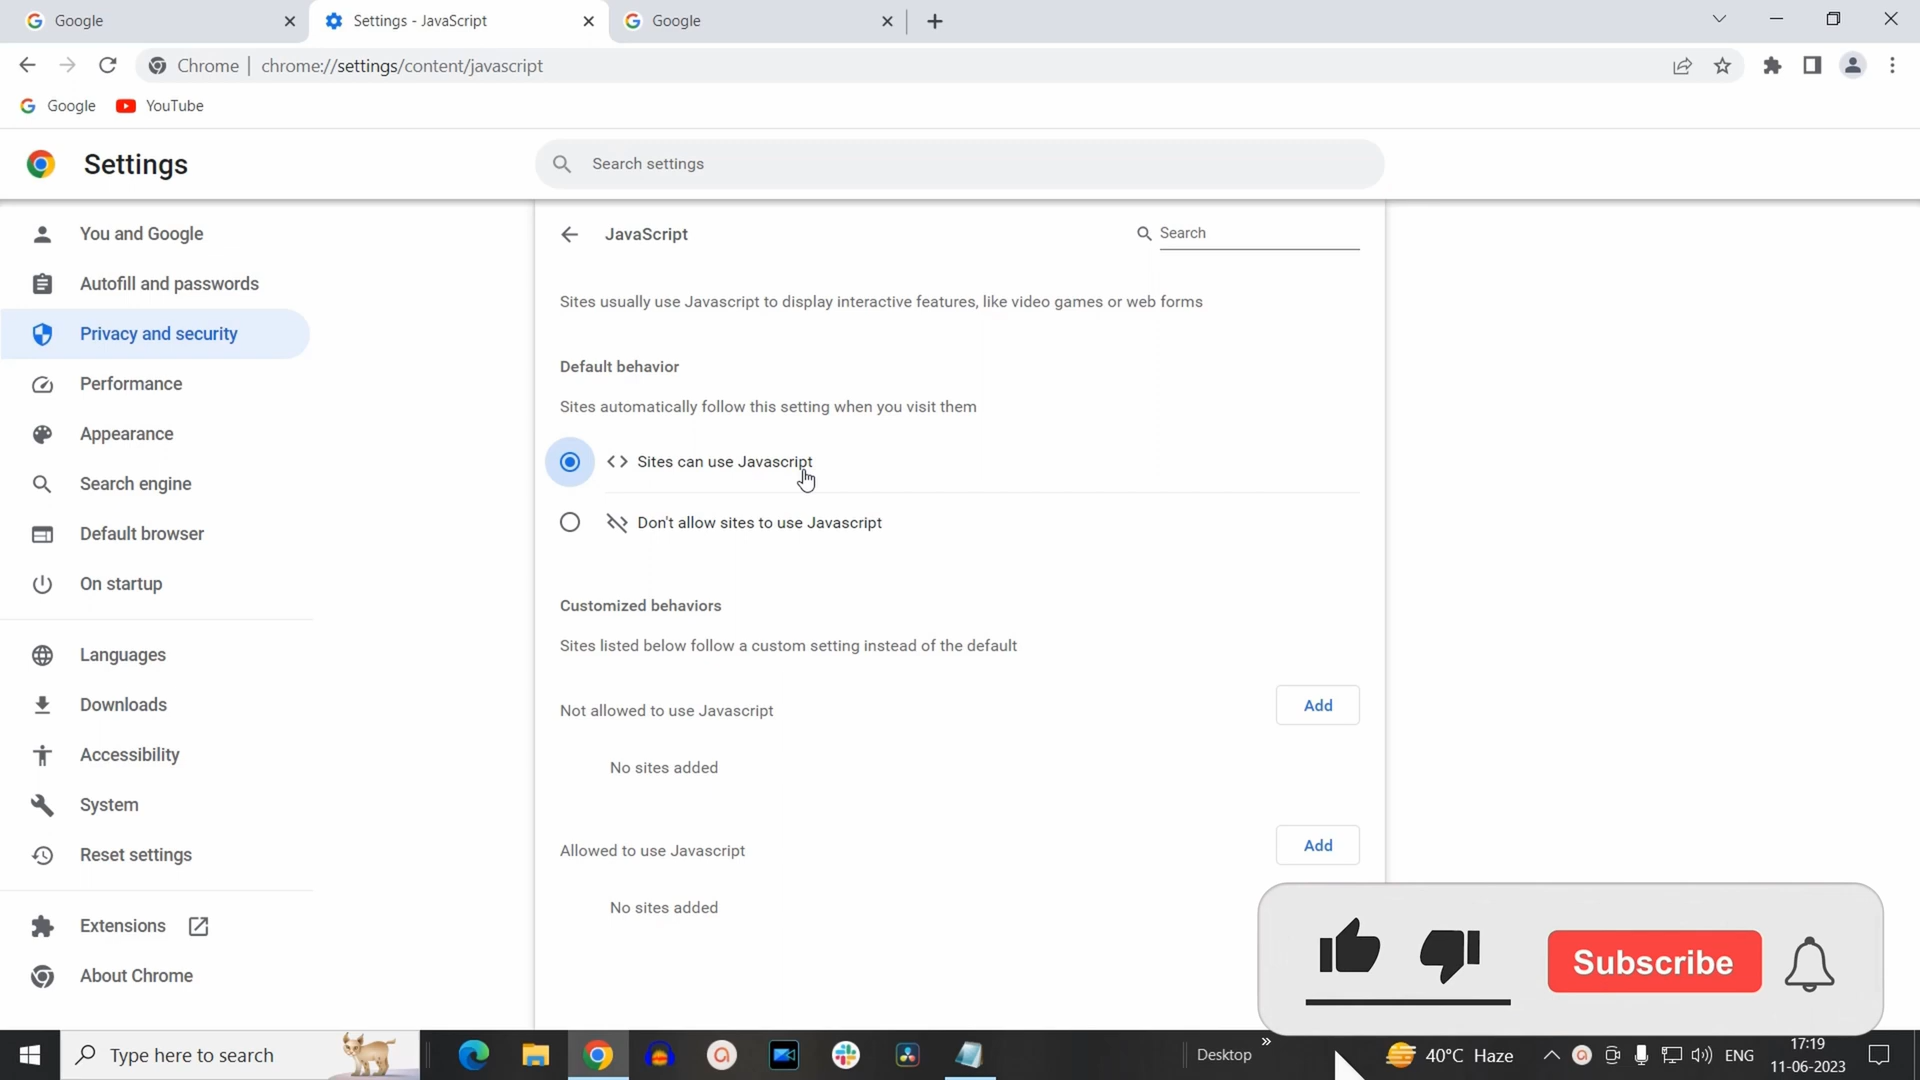 Google
Settings - JavaScript
Google
Chrome | chrome://settings/content/javascript
Google
YouTube
Settings
Search settings
You and Google
Autofill and passwords
Privacy and security
Performance
Appearance
Search engine
Default browser
On startup
Languages
Downloads
Accessibility
System
Reset settings
Extensions
About Chrome
JavaScript
Search
Sites usually use Javascript to display interactive features, like video games or web forms
Default behavior
Sites automatically follow this setting when you visit them
Sites can use Javascript
Don't allow sites to use Javascript
Customized behaviors
Sites listed below follow a custom setting instead of the default
Not allowed to use Javascript
Add
No sites added
Allowed to use Javascript
Add
No sites added
Subscribe
Type here to search
Desktop
40°C Haze
ENG
17:19
11-06-2023